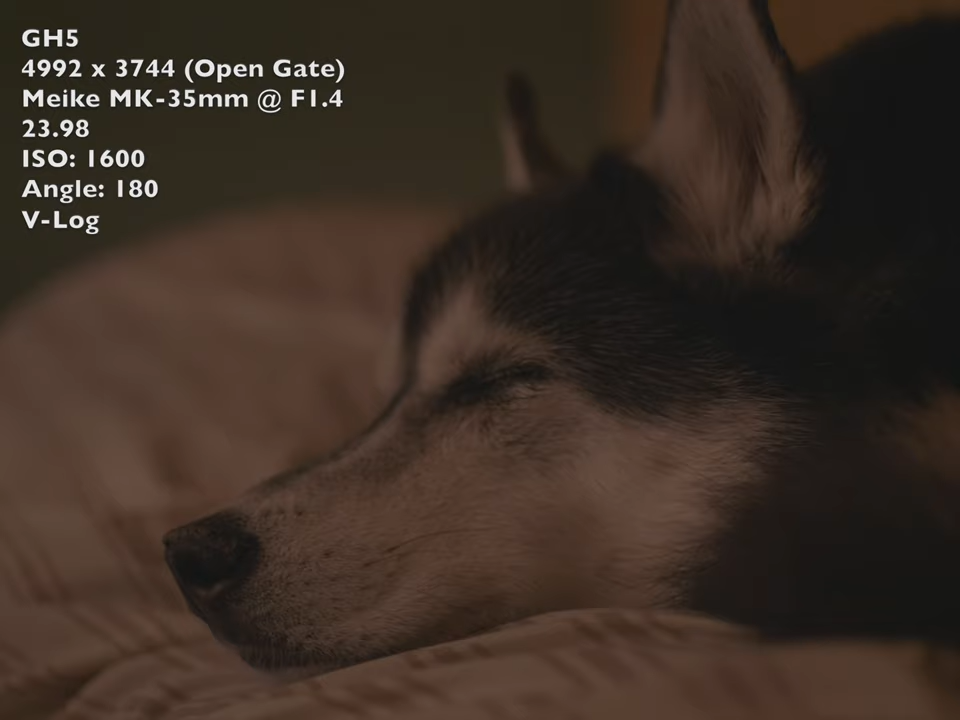 GH5
4992 x 3744 (Open Gate)
Meike MK-35mm @ F1.4
23.98
ISO: 1600
Angle: 180
V-Log